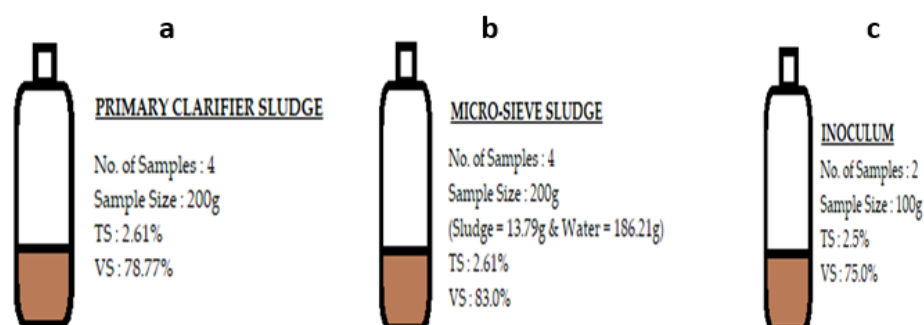 a
PRIMARY CLARIFIER SLUDGE
No. of Samples : 4
Sample Size : 200g
TS : 2.61%
VS : 78.77%
b
MICRO-SIEVE SLUDGE
No. of Samples : 4
Sample Size : 200g
(Sludge = 13.79g & Water = 186.21g)
TS : 2.61%
VS : 83.0%
c
INOCULUM
No. of Samples : 2
Sample Size : 100g
TS : 2.5%
VS : 75.0%